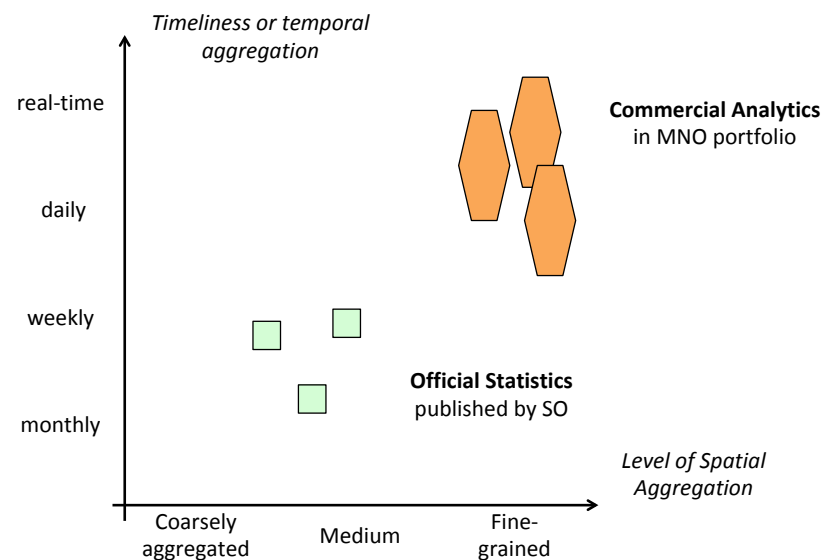 Timeliness or temporal
aggregation
real-time
daily
weekly
monthly
Commercial Analytics
in MNO portfolio
Official Statistics
published by SO
Level of Spatial
Aggregation
Coarsely
aggregated
Medium
Fine-
grained